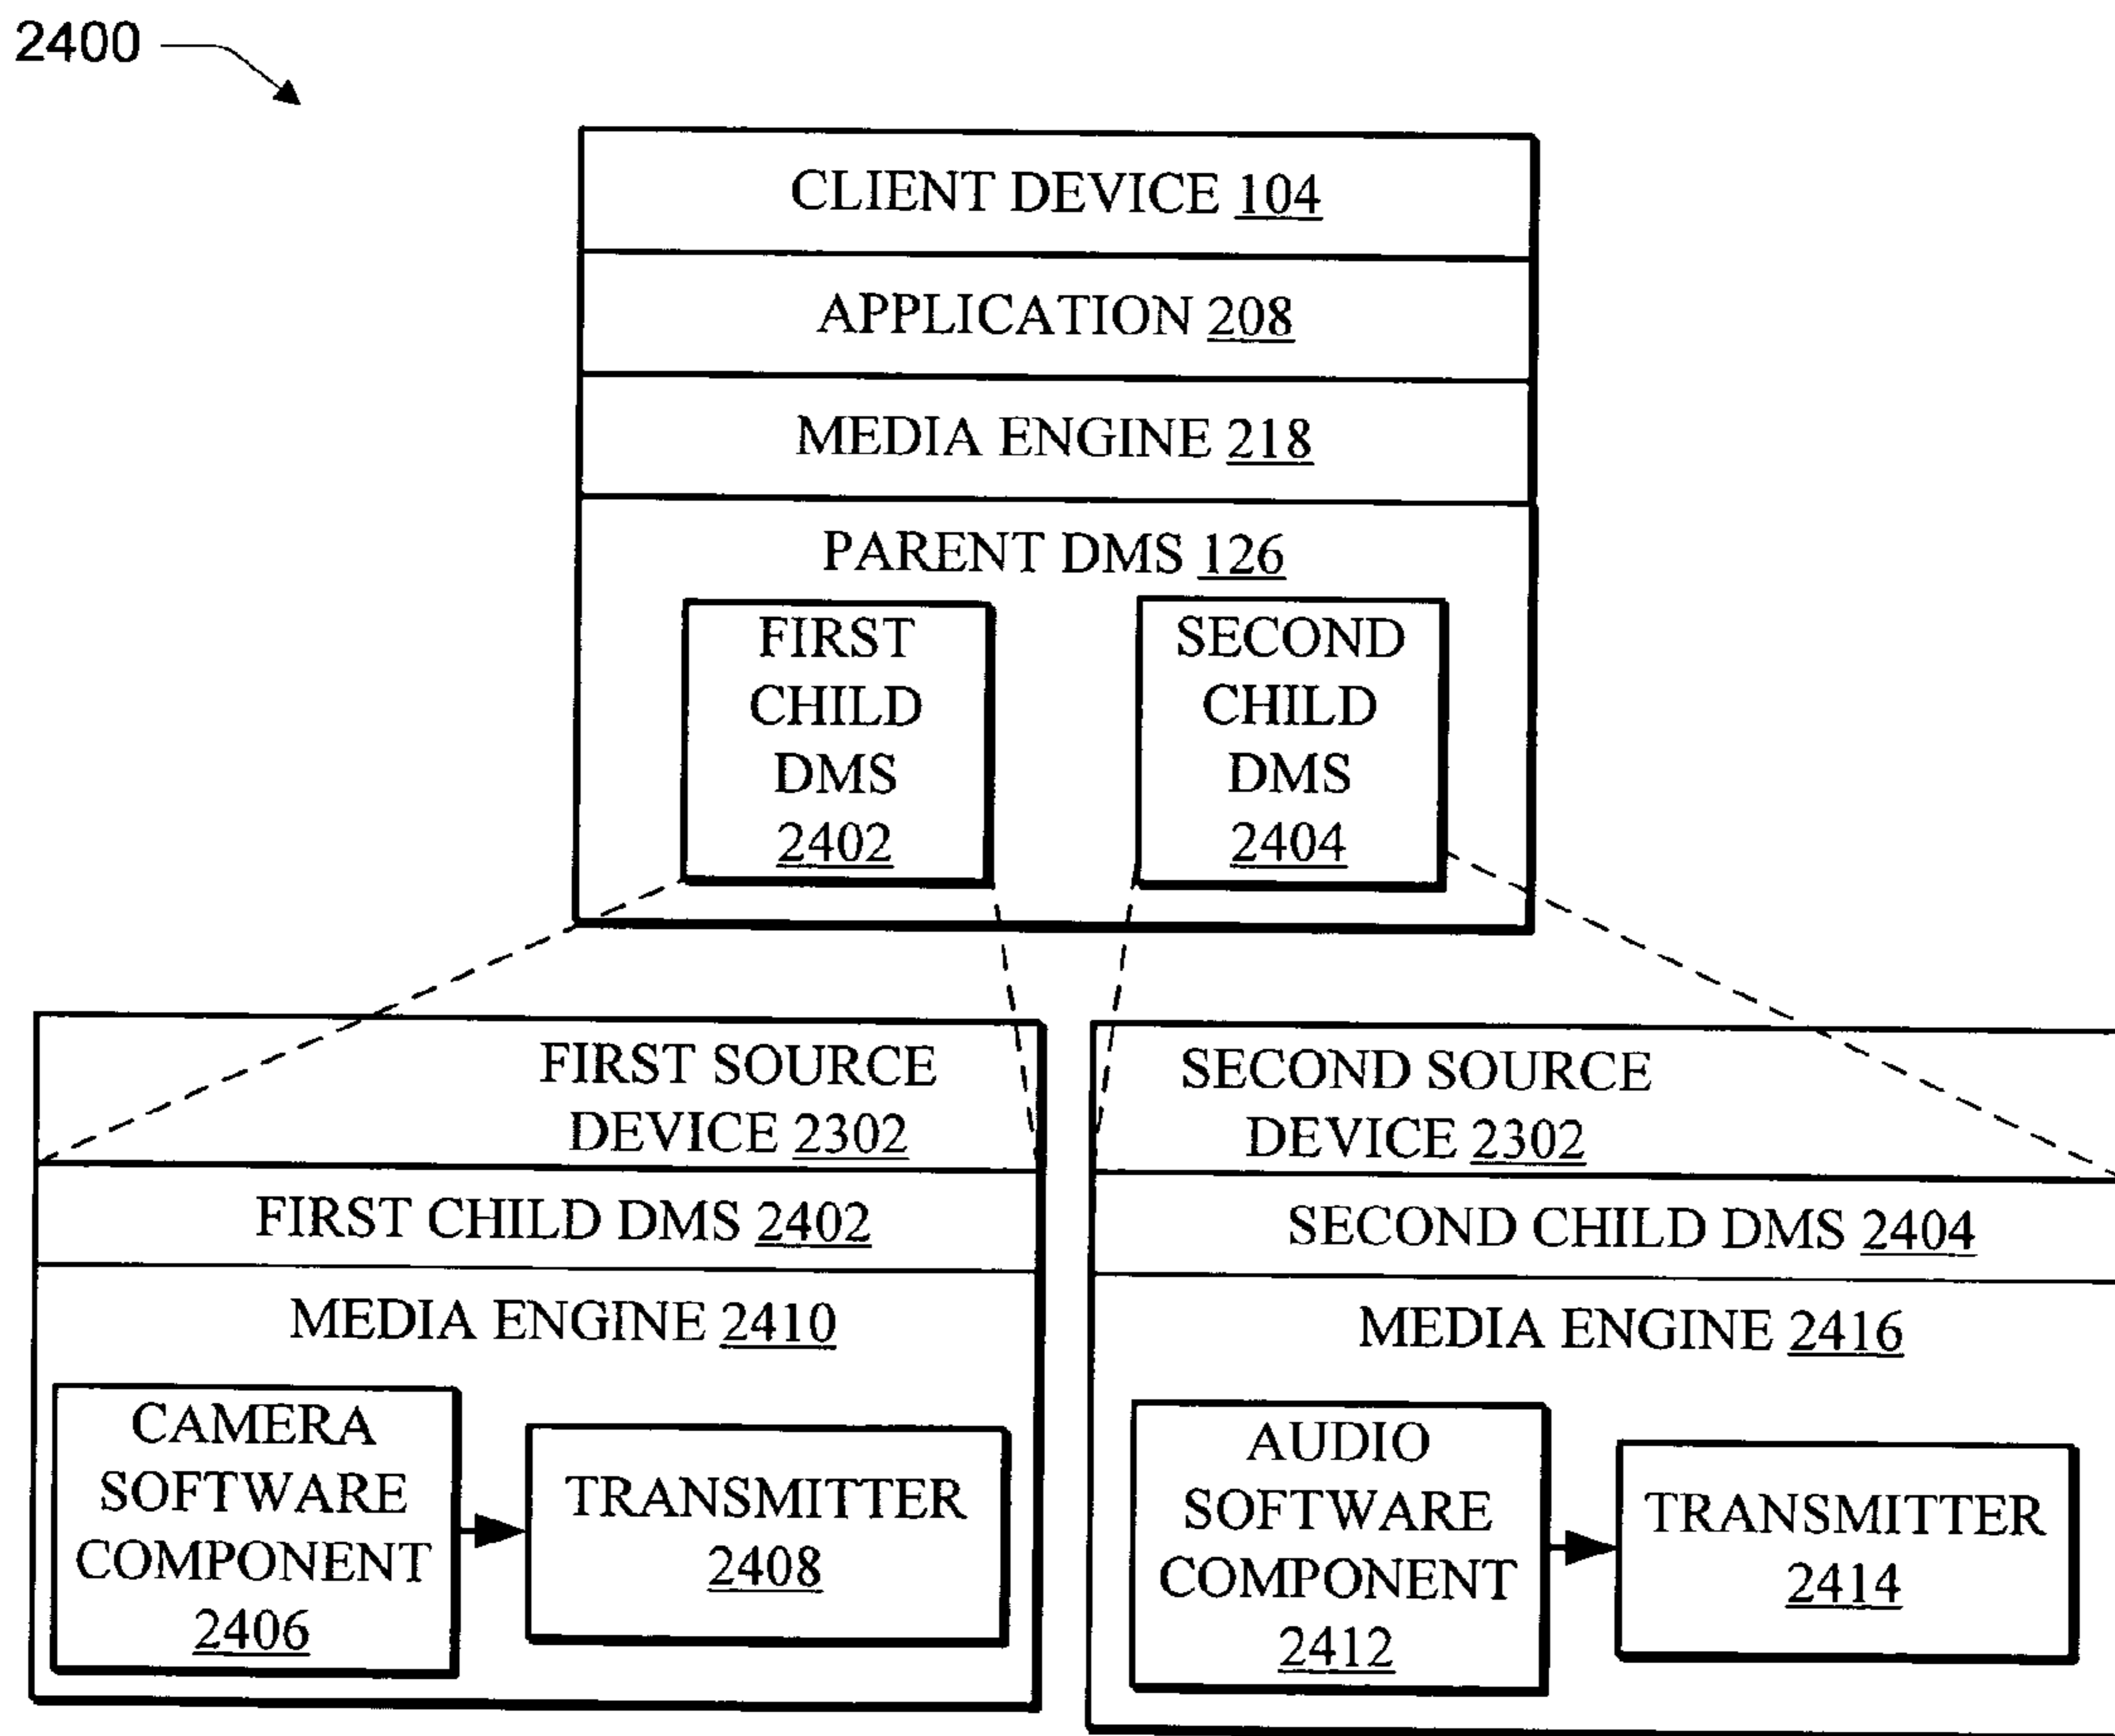 2400
CLIENT DEVICE 104
APPLICATION 208
MEDIA ENGINE 218
PARENT DMS 126
FIRST
CHILD
DMS
2402
SECOND
CHILD
DMS
2404
FIRST SOURCE
DEVICE 2302
FIRST CHILD DMS 2402
MEDIA ENGINE 2410
CAMERA
SOFTWARE
COMPONENT
2406
TRANSMITTER
2408
SECOND SOURCE
DEVICE 2302
SECOND CHILD DMS 2404
MEDIA ENGINE 2416
AUDIO
SOFTWARE
COMPONENT
2412
TRANSMITTER
2414